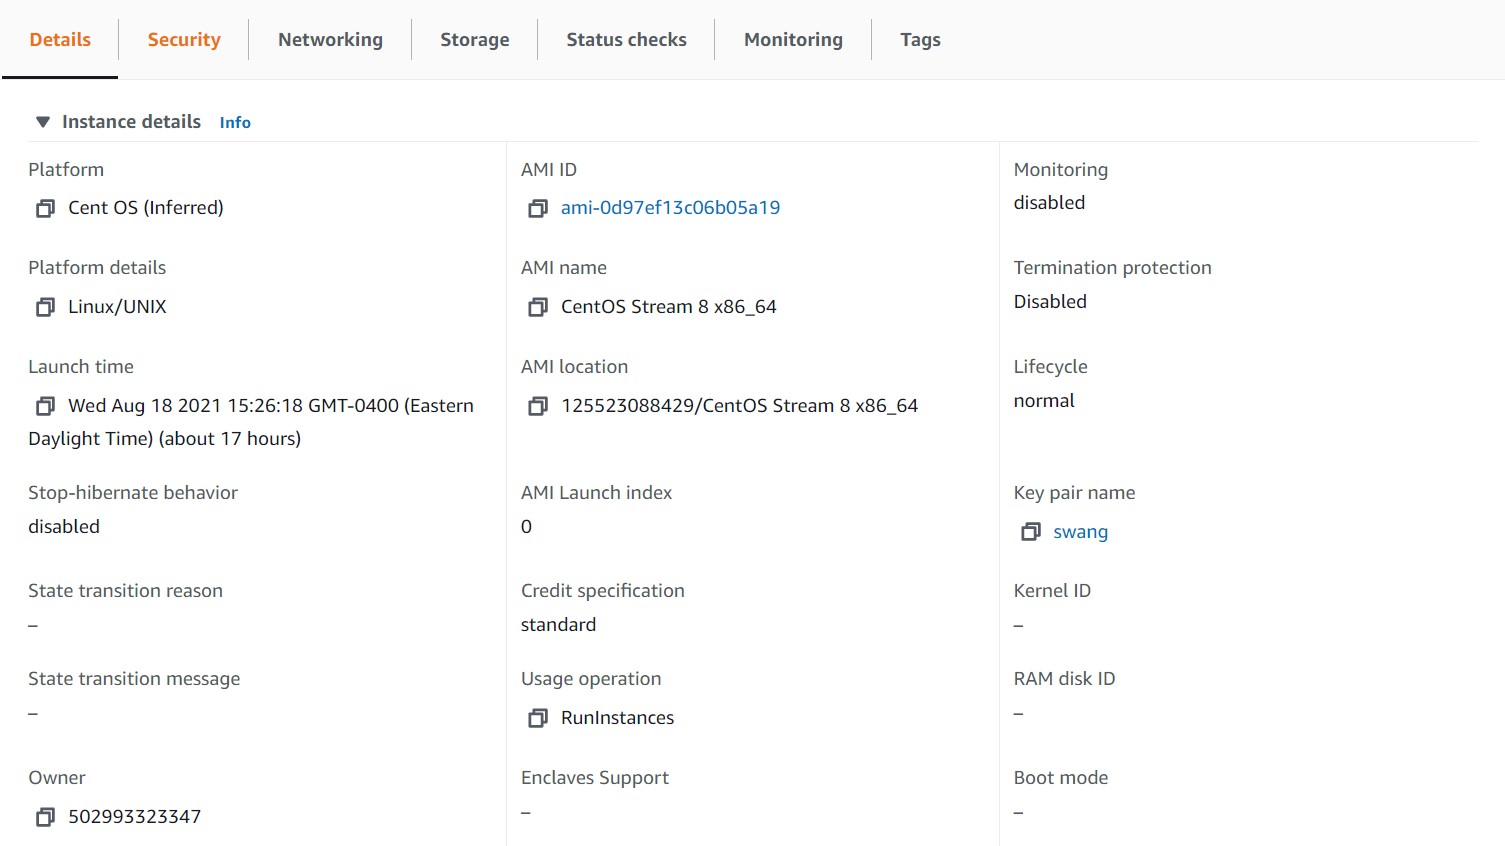 Details
Security
Networking
Storage
Status checks
Monitoring
Tags
Instance details Info
Platform
Cent OS (Inferred)
Platform details
Linux/UNIX
Launch time
Wed Aug 18 2021 15:26:18 GMT-0400 (Eastern
Daylight Time) (about 17 hours)
Stop-hibernate behavior
disabled
State transition reason
–
State transition message
–
Owner
502993323347
AMI ID
ami-0d97ef13c06b05a19
AMI name
CentOS Stream 8 x86_64
AMI location
125523088429/CentOS Stream 8 x86_64
AMI Launch index
0
Credit specification
standard
Usage operation
RunInstances
Enclaves Support
–
Monitoring
disabled
Termination protection
Disabled
Lifecycle
normal
Key pair name
swang
Kernel ID
–
RAM disk ID
–
Boot mode
–